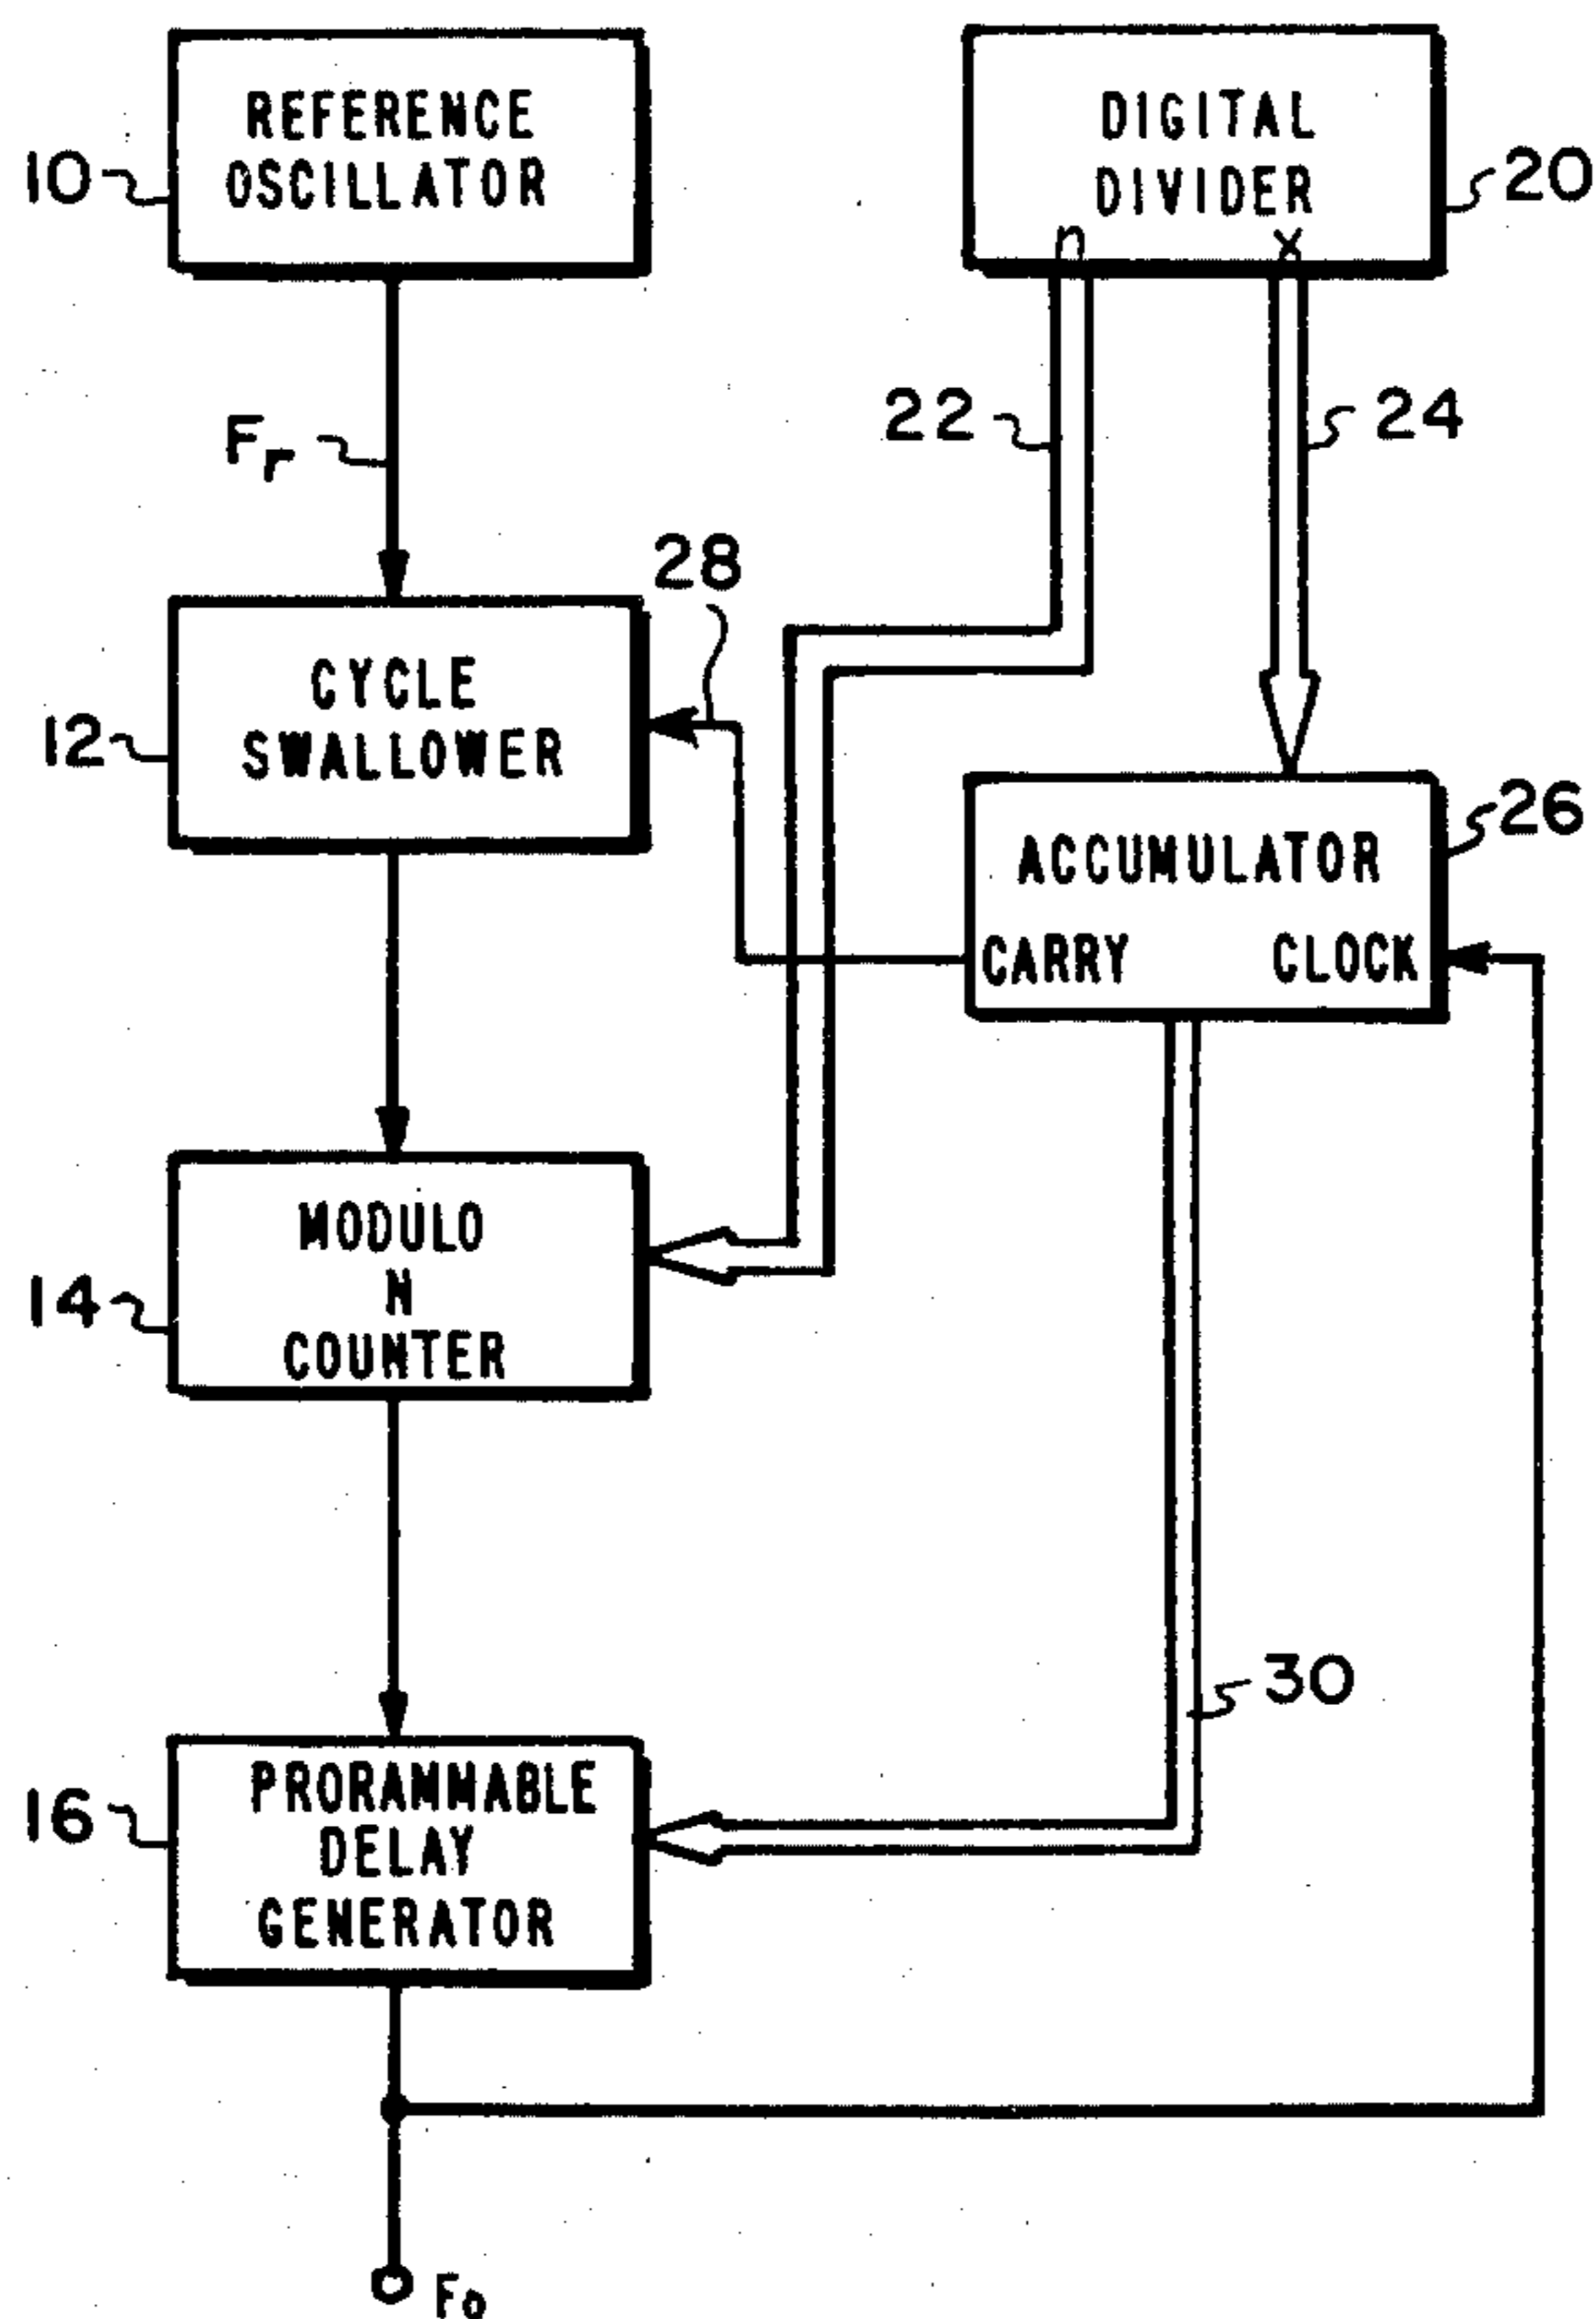 REFERENCE
OSCILLATOR
10
DIGITAL
DIVIDER
n x
20
Fr
22
24
28
CYCLE
SWALLOWER
12
ACCUMULATOR
CARRY CLOCK
26
MODULO
N
COUNTER
14
30
PRORAMMABLE
DELAY
GENERATOR
16
Fo